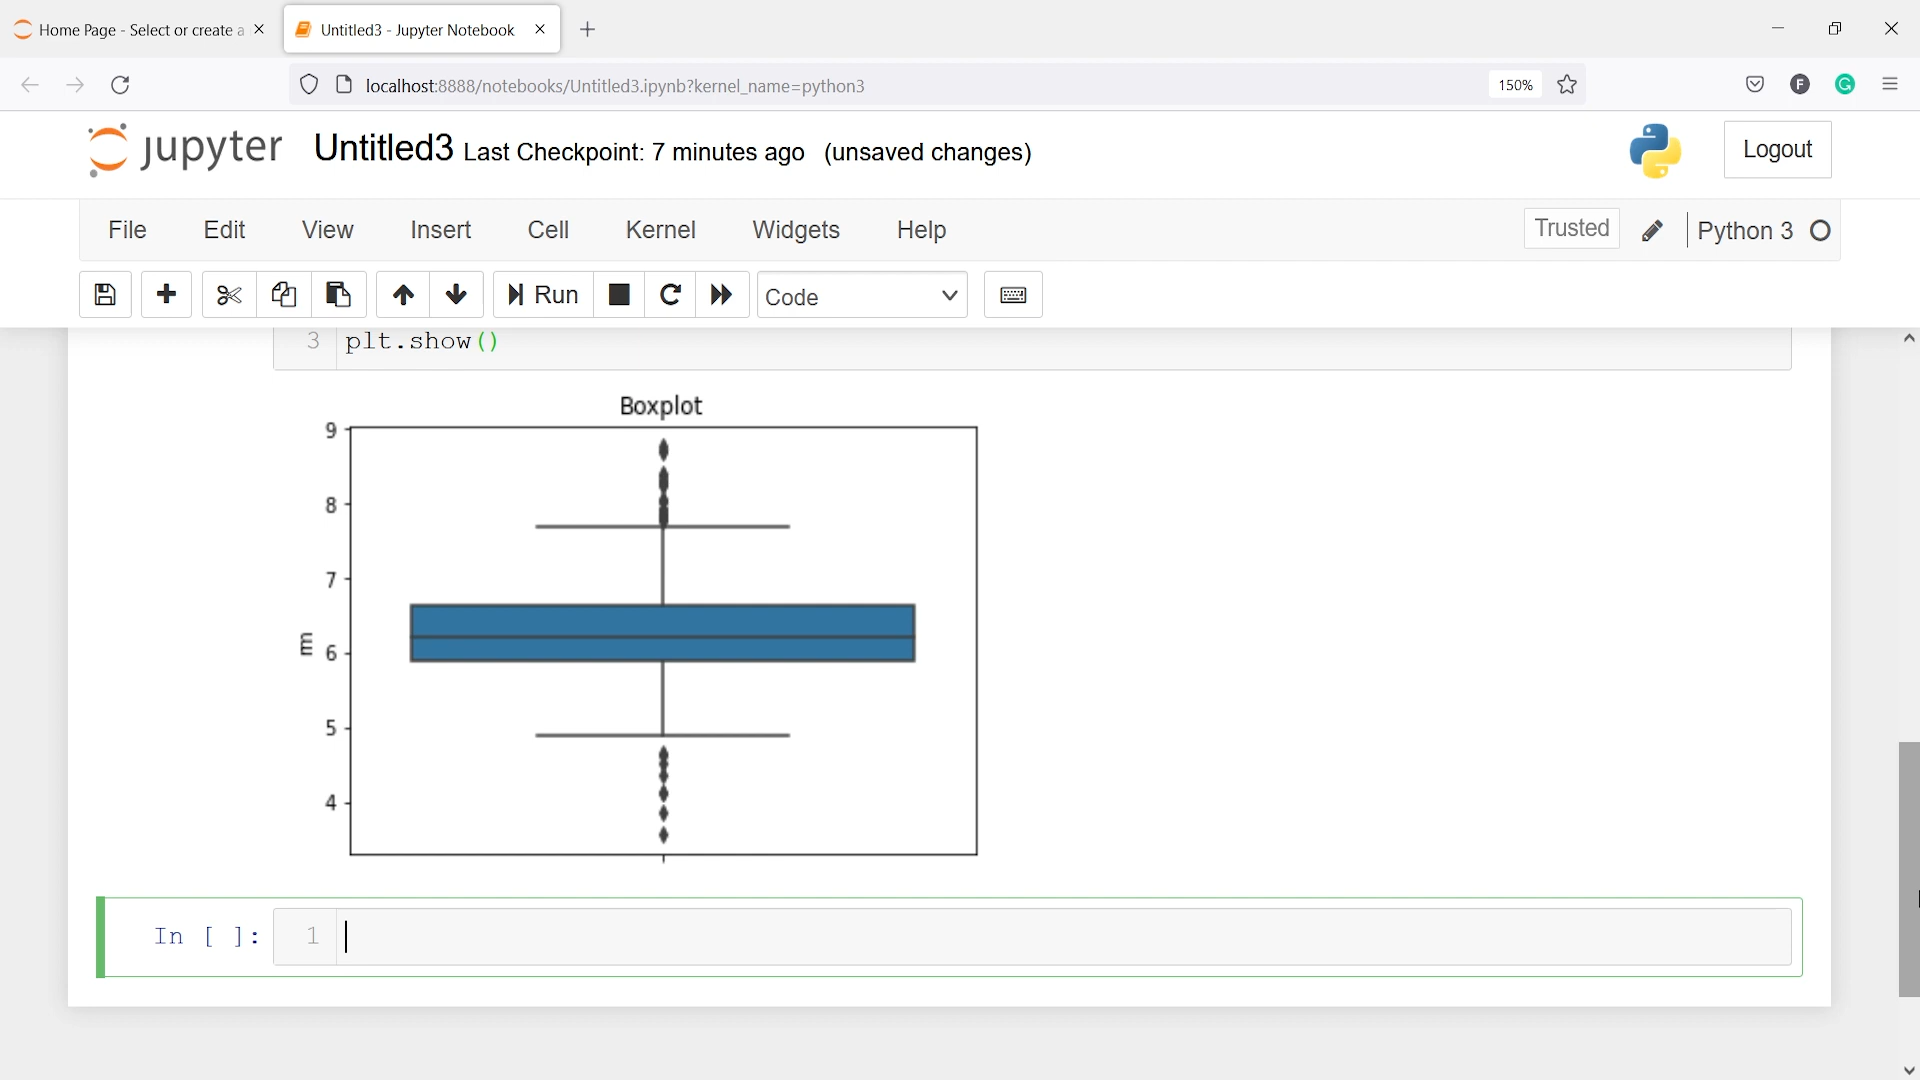 Home Page - Select or create a
Untitled3 - Jupyter Notebook
localhost:8888/notebooks/Untitled3.ipynb?kernel_name=python3
150%
F
G
jupyter Untitled3 Last Checkpoint: 7 minutes ago (unsaved changes)
Logout
File Edit View Insert Cell Kernel Widgets Help
Trusted
Python 3
Run
Code
3 plt.show()
Boxplot
9
8
7
6
5
4
rm
In [ ]: 1